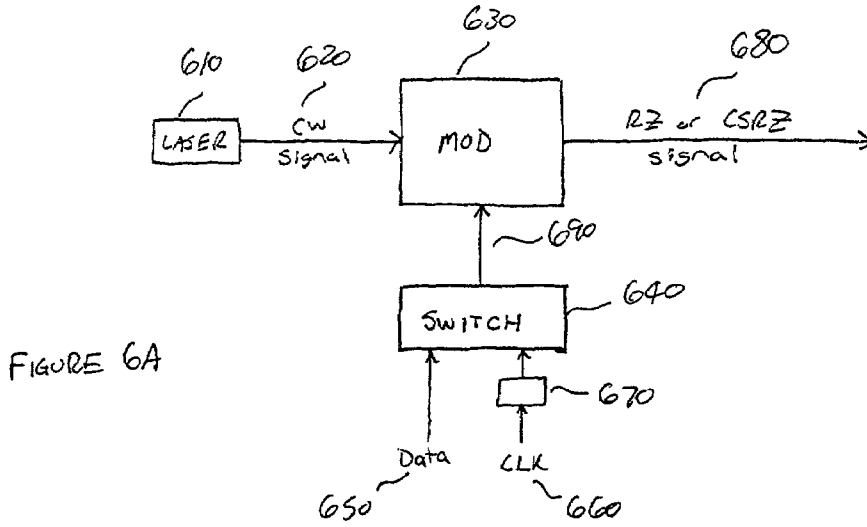 630
680
610
620
LASER
CW
signal
MOD
RZ or CSRZ
signal
690
SWITCH
640
FIGURE 6A
670
Data
CLK
650
660